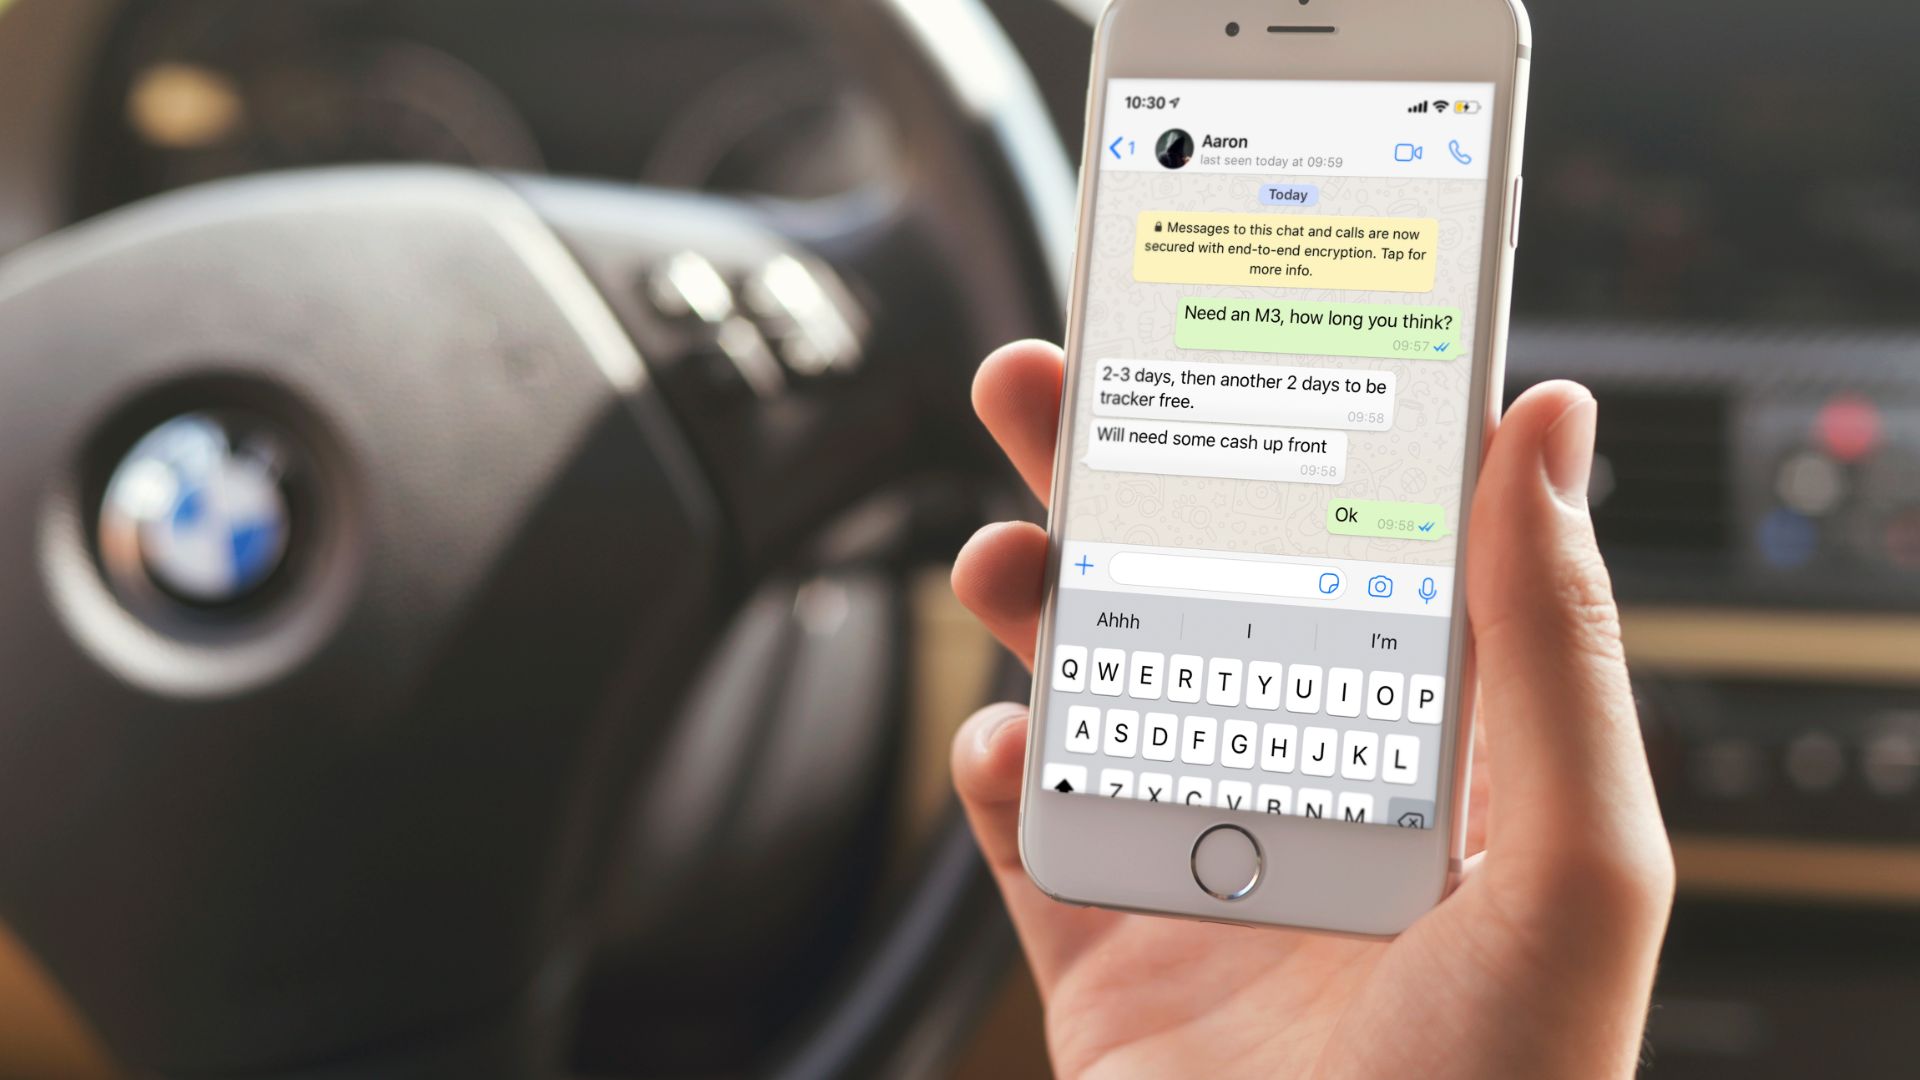 10:30
1
Aaron
last seen today at 09:59
Today
Messages to this chat and calls are now
secured with end-to-end encryption. Tap for
more info.
Need an M3, how long you think?
09:57
2-3 days, then another 2 days to be
tracker free.
09:58
Will need some cash up front
09:58
Ok
09:58
Ahhh
I
I'm
Q W E R T Y U I O P
A S D F G H J K L
Z X C V B N M